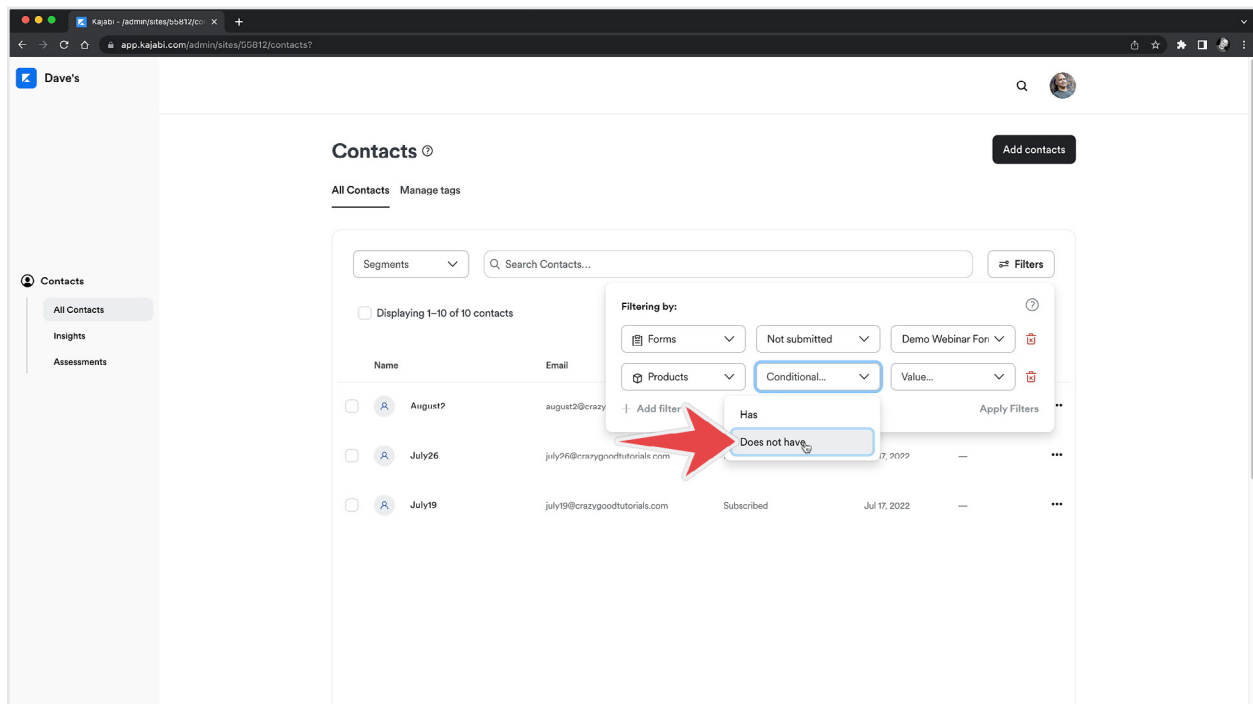 Kajabi - /admin/sites/55812/co
app.kajabi.com/admin/sites/55812/contacts?
Dave's
Contacts
Add contacts
All Contacts Manage tags
Segments Search Contacts... Filters
Contacts
All Contacts
Insights
Assessments
Displaying 1–10 of 10 contacts
Filtering by:
Forms Not submitted Demo Webinar For
Products Conditional... Value...
Add filter Apply Filters
Has
Does not have
Name Email
August2 august2@crazy
July26 july26@crazygoodtutorials.com 17, 2022 —
July19 july19@crazygoodtutorials.com Subscribed Jul 17, 2022 —